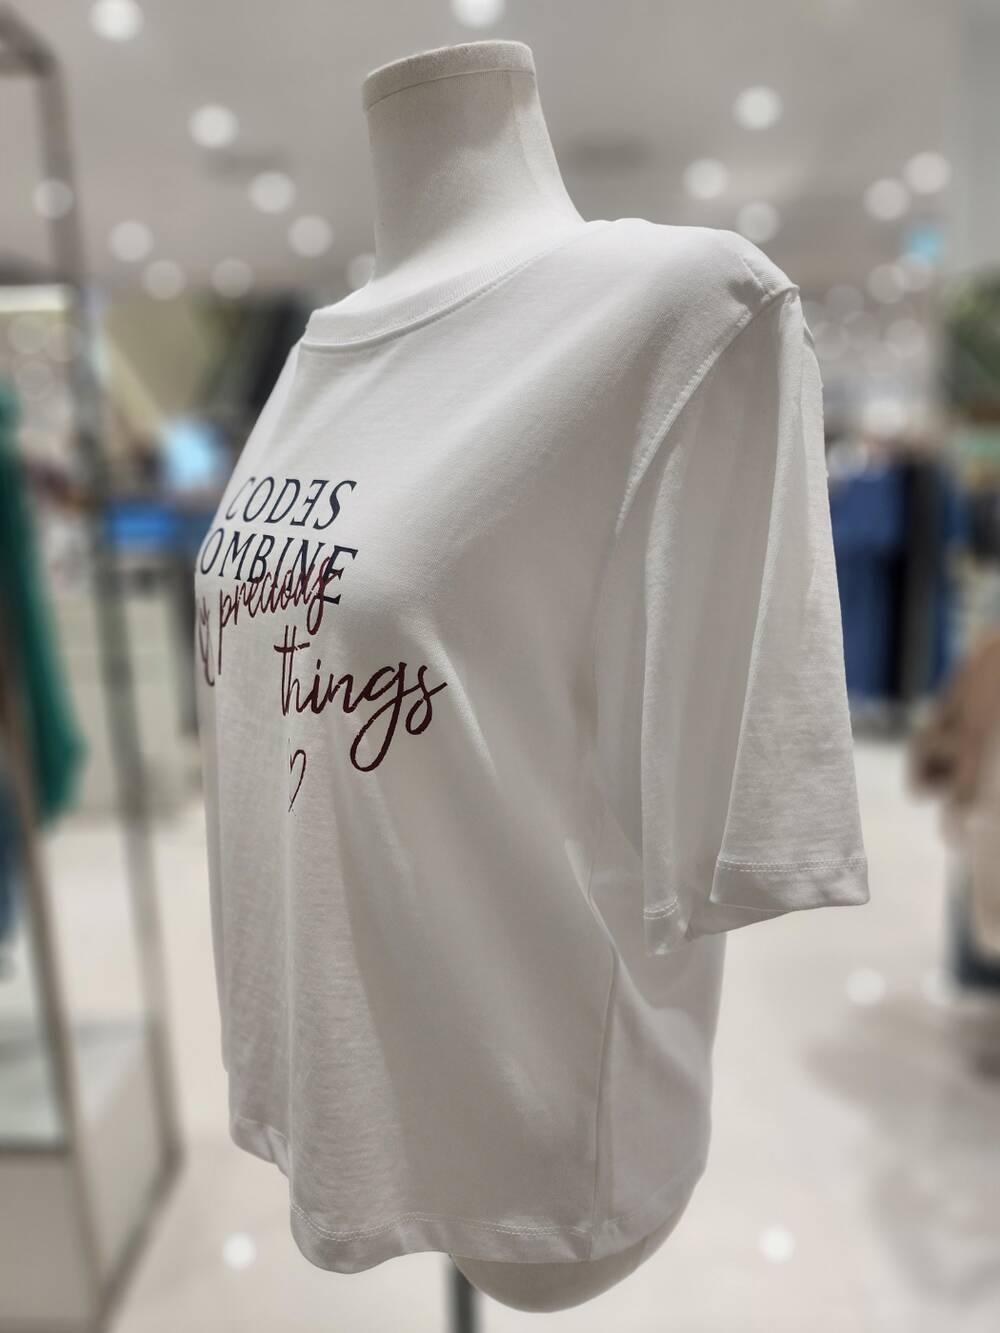 CODƎS
OMBINE
y precious
things